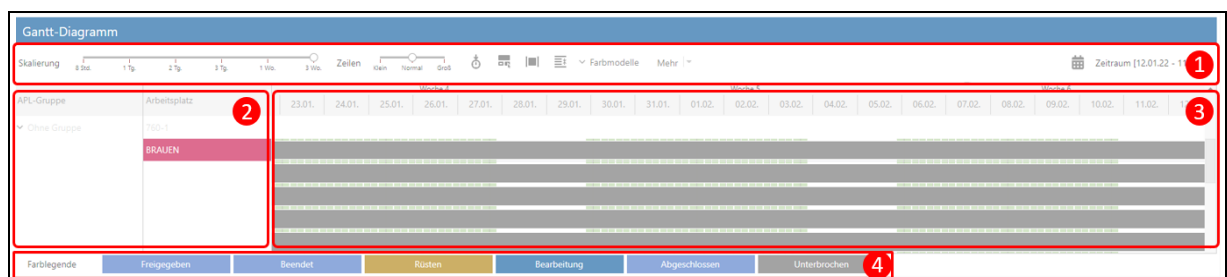 Gantt-Diagramm
Skalierung 8 Std. 1 Tg. 2 Tg. 3 Tg. 1 Wo. 3 Wo. Zeilen Klein Normal Groß Farbmodelle Mehr Zeitraum (12.01.22 - 1
1
Woche 4 Woche 5 Woche 6
APL-Gruppe Arbeitsplatz 2 23.01. 24.01. 25.01. 26.01. 27.01. 28.01. 29.01. 30.01. 31.01. 01.02. 02.02. 03.02. 04.02. 05.02. 06.02. 07.02. 08.02. 09.02. 10.02. 11.02. 3
Ohne Gruppe 760-1
BRAUEN
Farblegende Freigegeben Beendet Rüsten Bearbeitung Abgeschlossen Unterbrochen 4